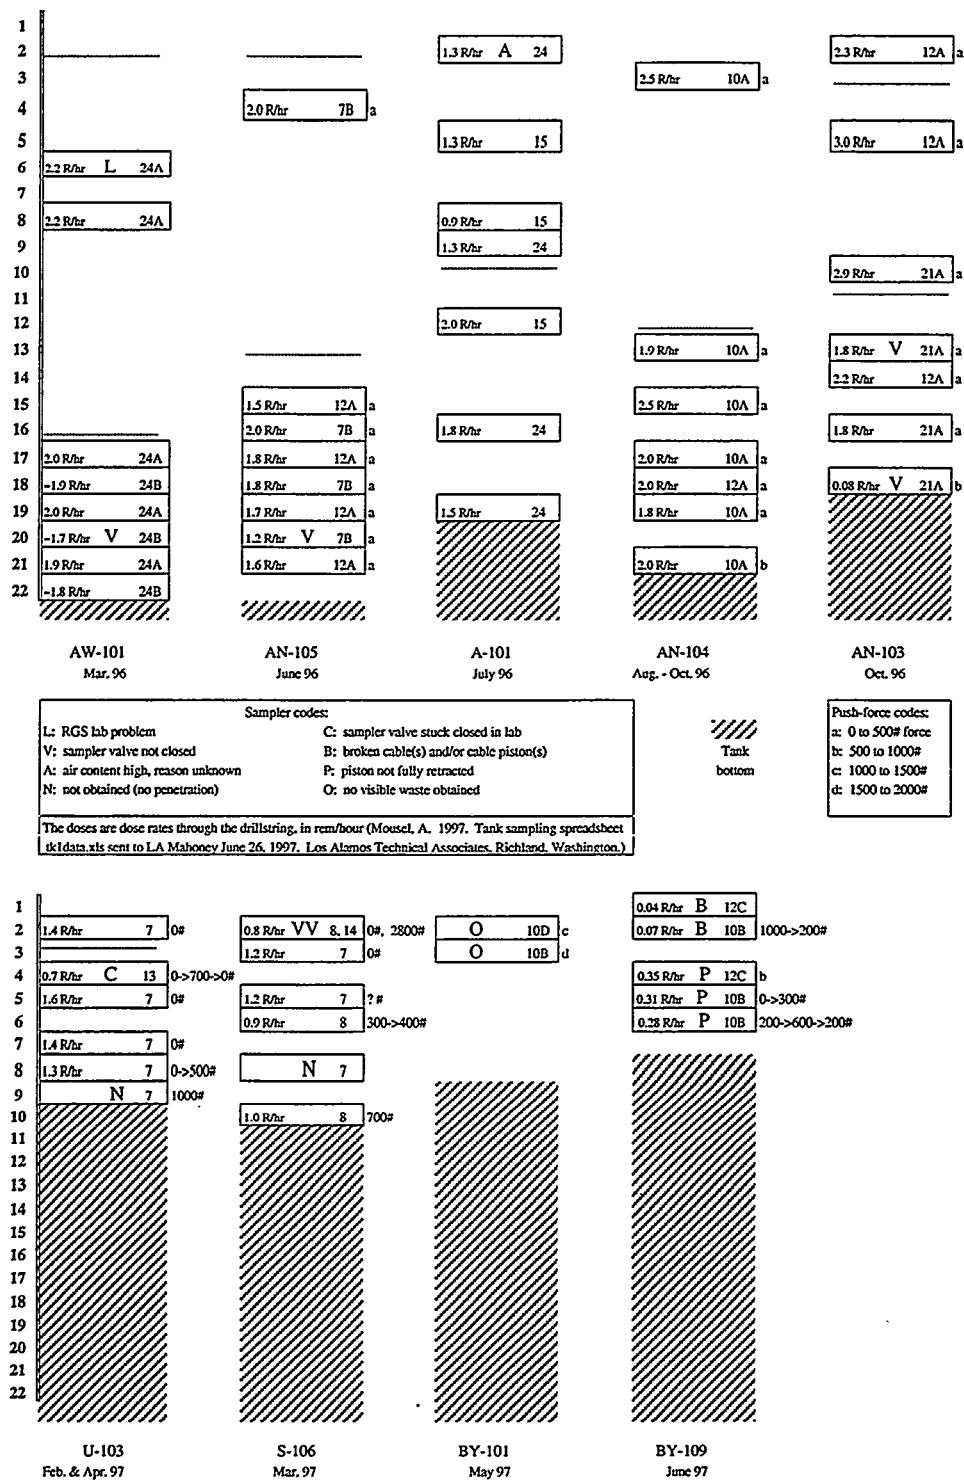 1
2 1.3 R/hr A 24 2.3 R/hr 12A a
3 2.5 R/hr 10A a
4 2.0 R/hr 7B a
5 1.3 R/hr 15 3.0 R/hr 12A a
6 2.2 R/hr L 24A
7
8 2.2 R/hr 24A 0.9 R/hr 15
9 1.3 R/hr 24
10 2.9 R/hr 21A a
11
12 2.0 R/hr 15
13 1.9 R/hr 10A a 1.8 R/hr V 21A a
14 2.2 R/hr 12A a
15 1.5 R/hr 12A a 2.5 R/hr 10A a
16 2.0 R/hr 7B a 1.8 R/hr 24 1.8 R/hr 21A a
17 2.0 R/hr 24A 1.8 R/hr 12A a 2.0 R/hr 10A a
18 ~1.9 R/hr 24B 1.8 R/hr 7B a 2.0 R/hr 12A a 0.08 R/hr V 21A b
19 2.0 R/hr 24A 1.7 R/hr 12A a 1.5 R/hr 24 1.8 R/hr 10A a
20 ~1.7 R/hr V 24B 1.2 R/hr V 7B a
21 1.9 R/hr 24A 1.6 R/hr 12A a 2.0 R/hr 10A b
22 ~1.8 R/hr 24B
AW-101 AN-105 A-101 AN-104 AN-103
Mar. 96 June 96 July 96 Aug. - Oct. 96 Oct. 96
Sampler codes:
L: RGS lab problem C: sampler valve stuck closed in lab
V: sampler valve not closed B: broken cable(s) and/or cable piston(s)
A: air content high, reason unknown P: piston not fully retracted
N: not obtained (no penetration) O: no visible waste obtained
The doses are dose rates through the drillstring, in rem/hour (Mousel, A. 1997. Tank sampling spreadsheet
tk1data.xls sent to LA Mahoney June 26, 1997. Los Alamos Technical Associates, Richland, Washington.)
Tank
bottom
Push-force codes:
a: 0 to 500# force
b: 500 to 1000#
c: 1000 to 1500#
d: 1500 to 2000#
1 0.04 R/hr B 12C
2 1.4 R/hr 7 0# 0.8 R/hr VV 8, 14 0#, 2800# O 10D c 0.07 R/hr B 10B 1000->200#
3 1.2 R/hr 7 0# O 10B d
4 0.7 R/hr C 13 0->700->0# 0.35 R/hr P 12C b
5 1.6 R/hr 7 0# 1.2 R/hr 7 ? # 0.31 R/hr P 10B 0->300#
6 0.9 R/hr 8 300->400# 0.28 R/hr P 10B 200->600->200#
7 1.4 R/hr 7 0#
8 1.3 R/hr 7 0->500# N 7
9 N 7 1000#
10 1.0 R/hr 8 700#
11
12
13
14
15
16
17
18
19
20
21
22
U-103 S-106 BY-101 BY-109
Feb. & Apr. 97 Mar. 97 May 97 June 97